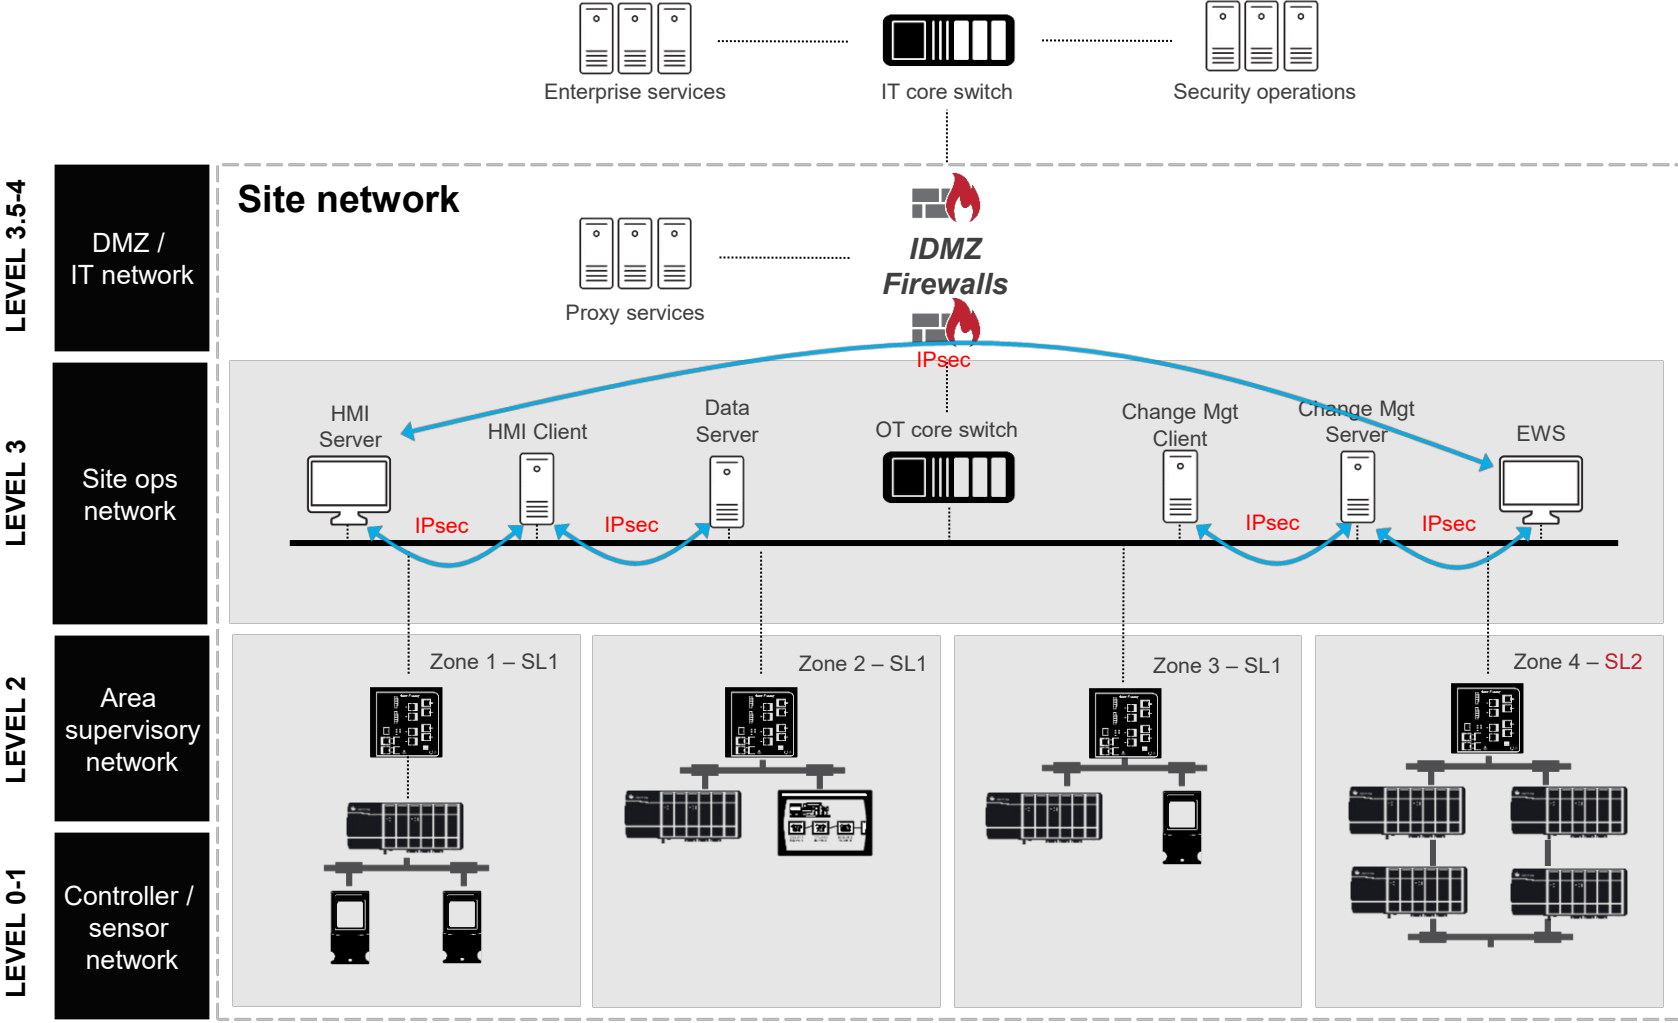 Enterprise services
IT core switch
Security operations
LEVEL 3.5-4
DMZ /
IT network
Site network
IDMZ
Firewalls
Proxy services
IPsec
LEVEL 3
Site ops
network
HMI
Server
HMI Client
Data
Server
OT core switch
Change Mgt
Client
Change Mgt
Server
EWS
IPsec
IPsec
IPsec
IPsec
LEVEL 2
Area
supervisory
network
Zone 1 – SL1
Zone 2 – SL1
Zone 3 – SL1
Zone 4 – SL2
LEVEL 0-1
Controller /
sensor
network